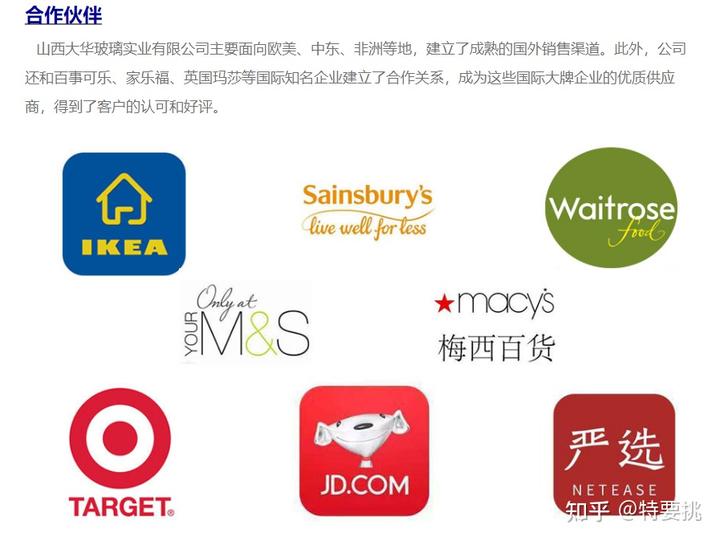 合作伙伴
山西大华玻璃实业有限公司主要面向欧美、中东、非洲等地，建立了成熟的国外销售渠道。此外，公司
还和百事可乐、家乐福、英国玛莎等国际知名企业建立了合作关系，成为这些国际大牌企业的优质供应
商，得到了客户的认可和好评。
IKEA
Sainsbury's
live well for less
Waitrose
food
Only at
YOUR
M&S
macy's
梅西百货
TARGET®
JD.COM
严选
NETEASE
知乎 @特要挑